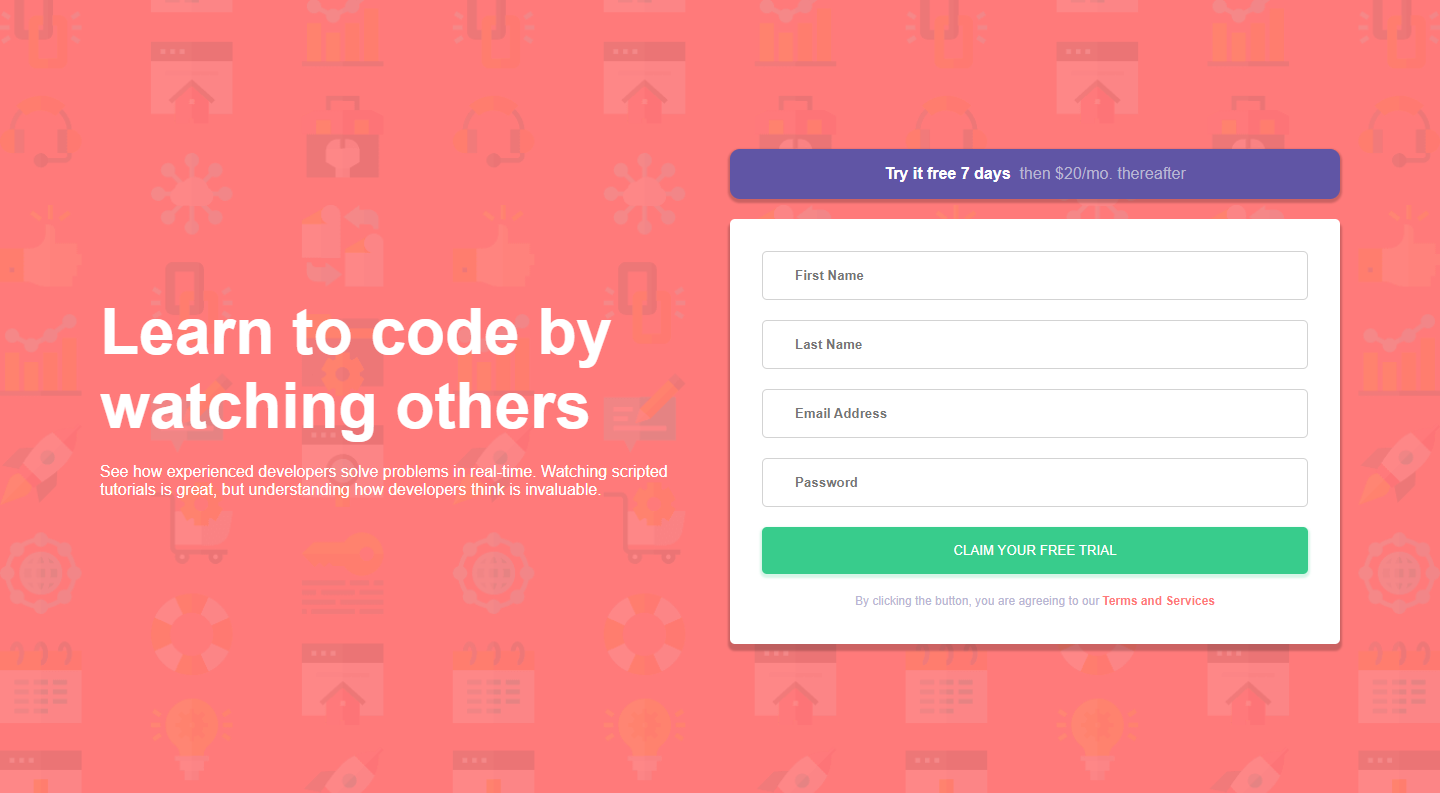 Learn to code by
watching others
See how experienced developers solve problems in real-time. Watching scripted
tutorials is great, but understanding how developers think is invaluable.
Try it free 7 days then $20/mo. thereafter
First Name
Last Name
Email Address
Password
CLAIM YOUR FREE TRIAL
By clicking the button, you are agreeing to our Terms and Services